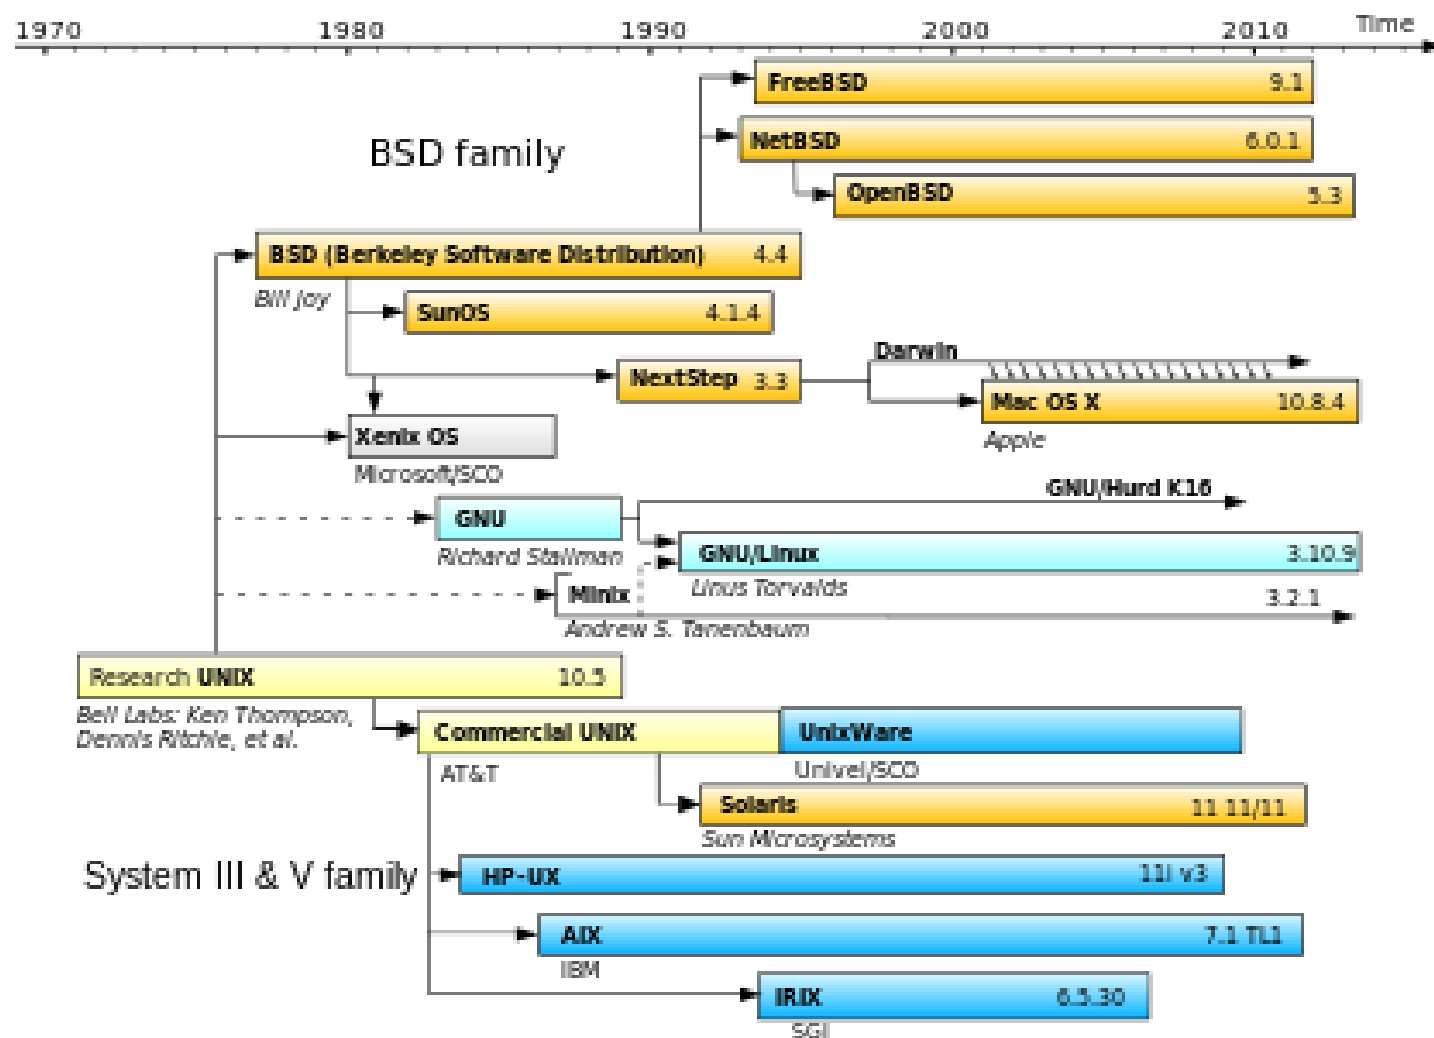 1970 1980 1990 2000 2010 Time
FreeBSD 9.1
BSD family
NetBSD 6.0.1
OpenBSD 5.3
BSD (Berkeley Software Distribution) 4.4
Bill Joy
SunOS 4.1.4
Darwin
NextStep 3.3
Mac OS X 10.8.4
Apple
Xenix OS
Microsoft/SCO
GNU/Hurd K16
GNU
Richard Stallman
GNU/Linux 3.10.9
Linus Torvalds
Minix 3.2.1
Andrew S. Tanenbaum
Research UNIX 10.5
Bell Labs: Ken Thompson,
Dennis Ritchie, et al.
Commercial UNIX
AT&T
UnixWare
Univel/SCO
Solaris 11 11/11
Sun Microsystems
System III & V family
HP-UX 11i v3
AIX 7.1 TL1
IBM
IRIX 6.5.30
SGI